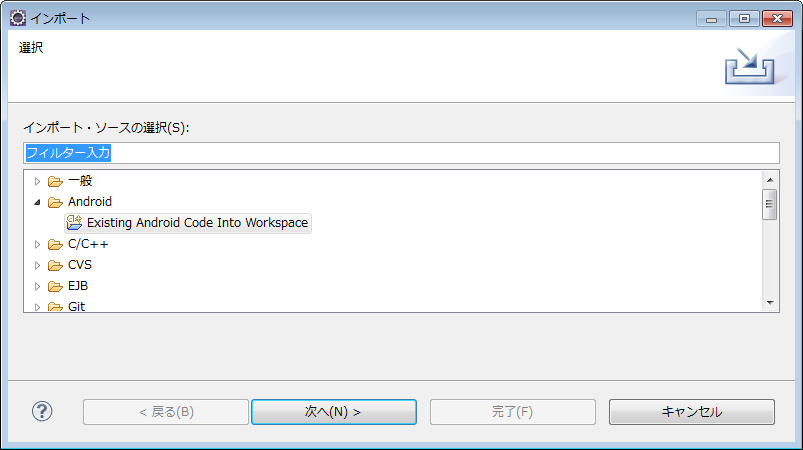 インポート
選択
インポート・ソースの選択(S):
フィルター入力
一般
Android
Existing Android Code Into Workspace
C/C++
CVS
EJB
Git
< 戻る(B)
次へ(N) >
完了(F)
キャンセル